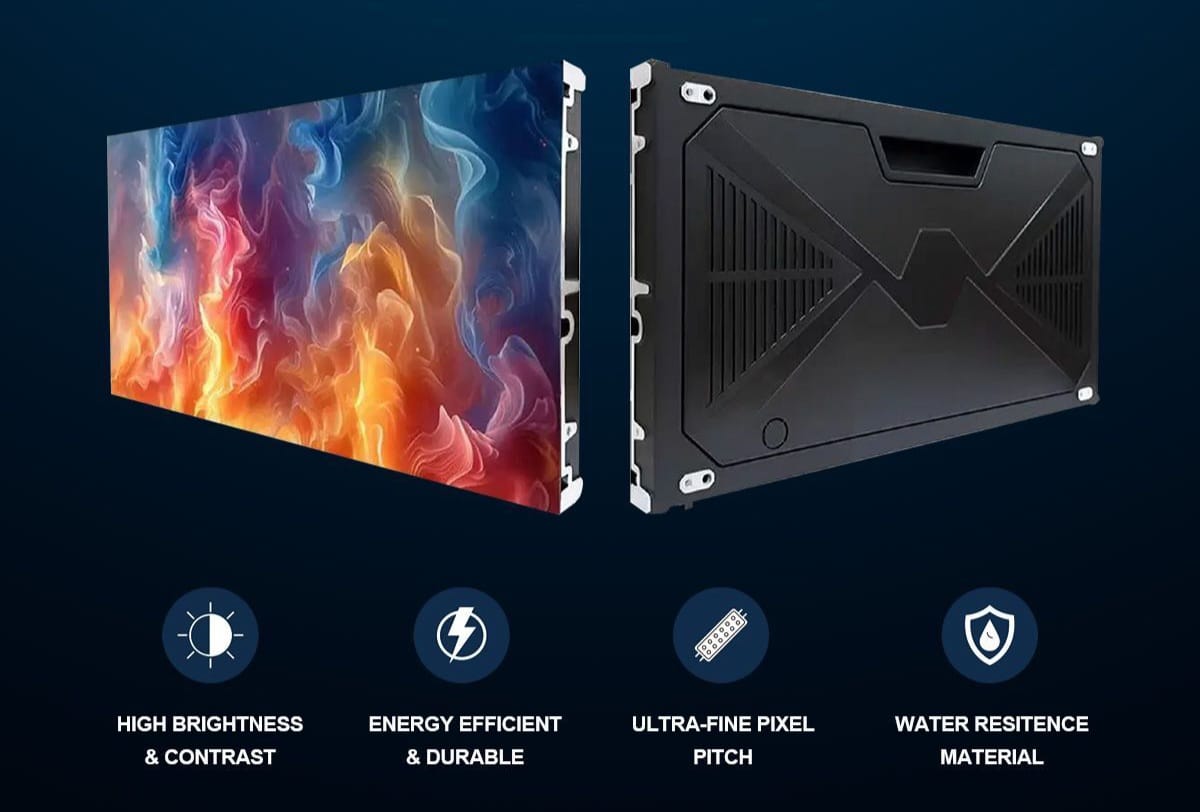 HIGH BRIGHTNESS
& CONTRAST
ENERGY EFFICIENT
& DURABLE
ULTRA-FINE PIXEL
PITCH
WATER RESITENCE
MATERIAL